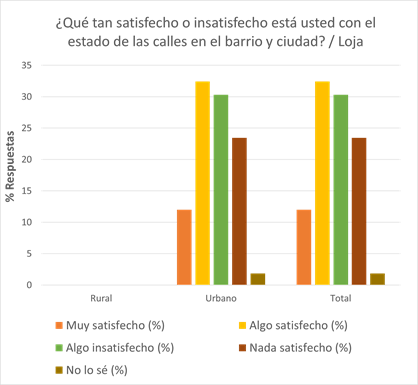 ¿Qué tan satisfecho o insatisfecho está usted con el
estado de las calles en el barrio y ciudad? / Loja
% Respuestas
35
30
25
20
15
10
5
0
Rural Urbano Total
Muy satisfecho (%) Algo satisfecho (%)
Algo insatisfecho (%) Nada satisfecho (%)
No lo sé (%)